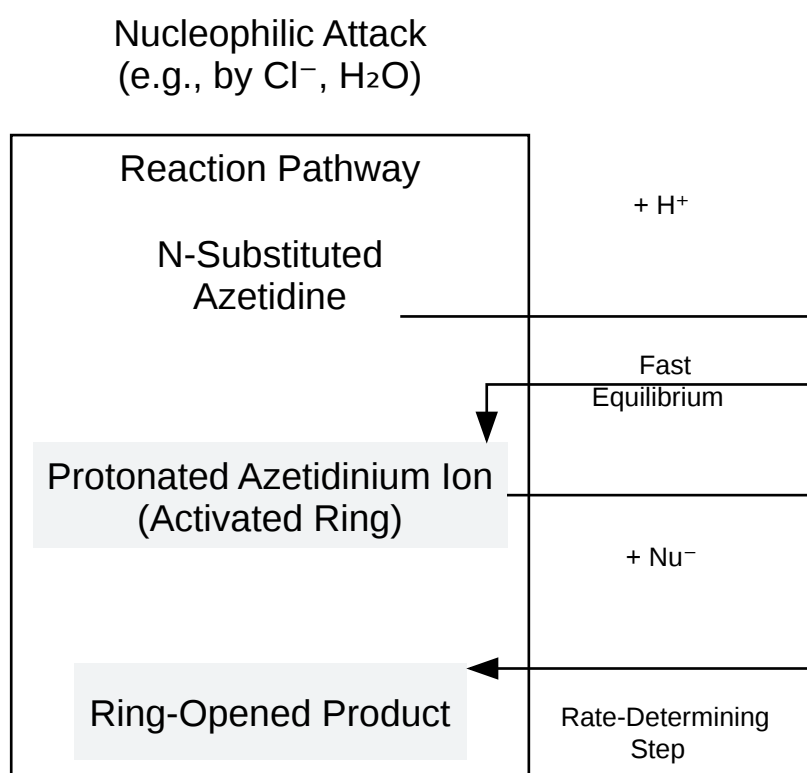 Nucleophilic Attack
(e.g., by Cl⁻, H₂O)
Reaction Pathway
+ H⁺
N-Substituted
Azetidine
Fast
Equilibrium
Protonated Azetidinium Ion
(Activated Ring)
+ Nu⁻
Ring-Opened Product
Rate-Determining
Step